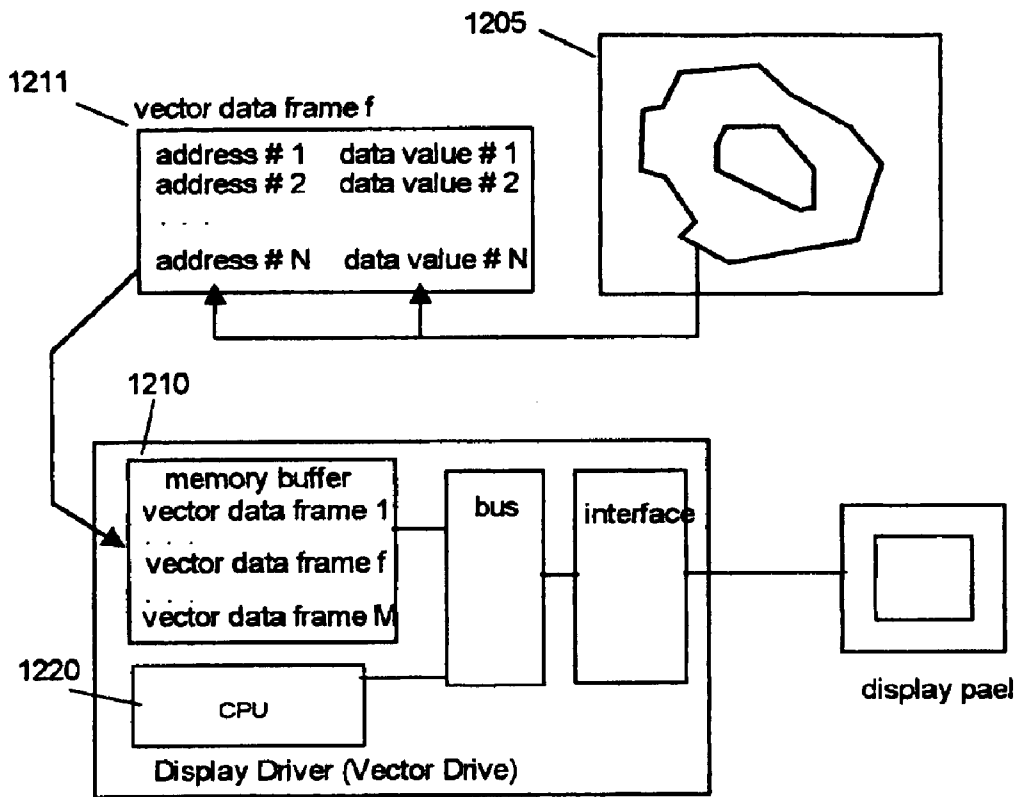 1205
1211
vector data frame f
address # 1 data value # 1
address # 2 data value # 2
. . .
address # N data value # N
1210
memory buffer
vector data frame 1
. . .
vector data frame f
. . .
vector data frame M
bus
interface
1220
CPU
display pael
Display Driver (Vector Drive)